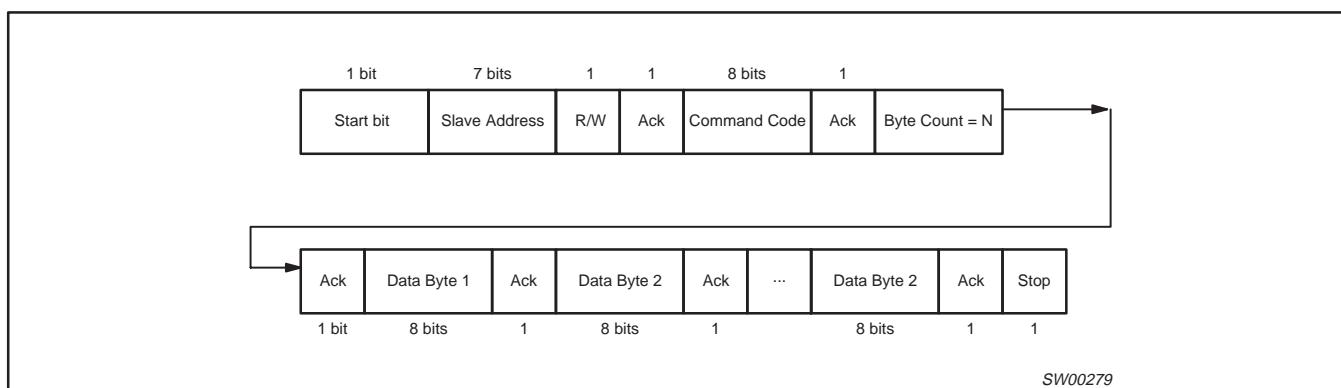 1 bit 7 bits 1 1 8 bits 1
Start bit Slave Address R/W Ack Command Code Ack Byte Count = N
Ack Data Byte 1 Ack Data Byte 2 Ack ... Data Byte 2 Ack Stop
1 bit 8 bits 1 8 bits 1 8 bits 1 1
SW00279